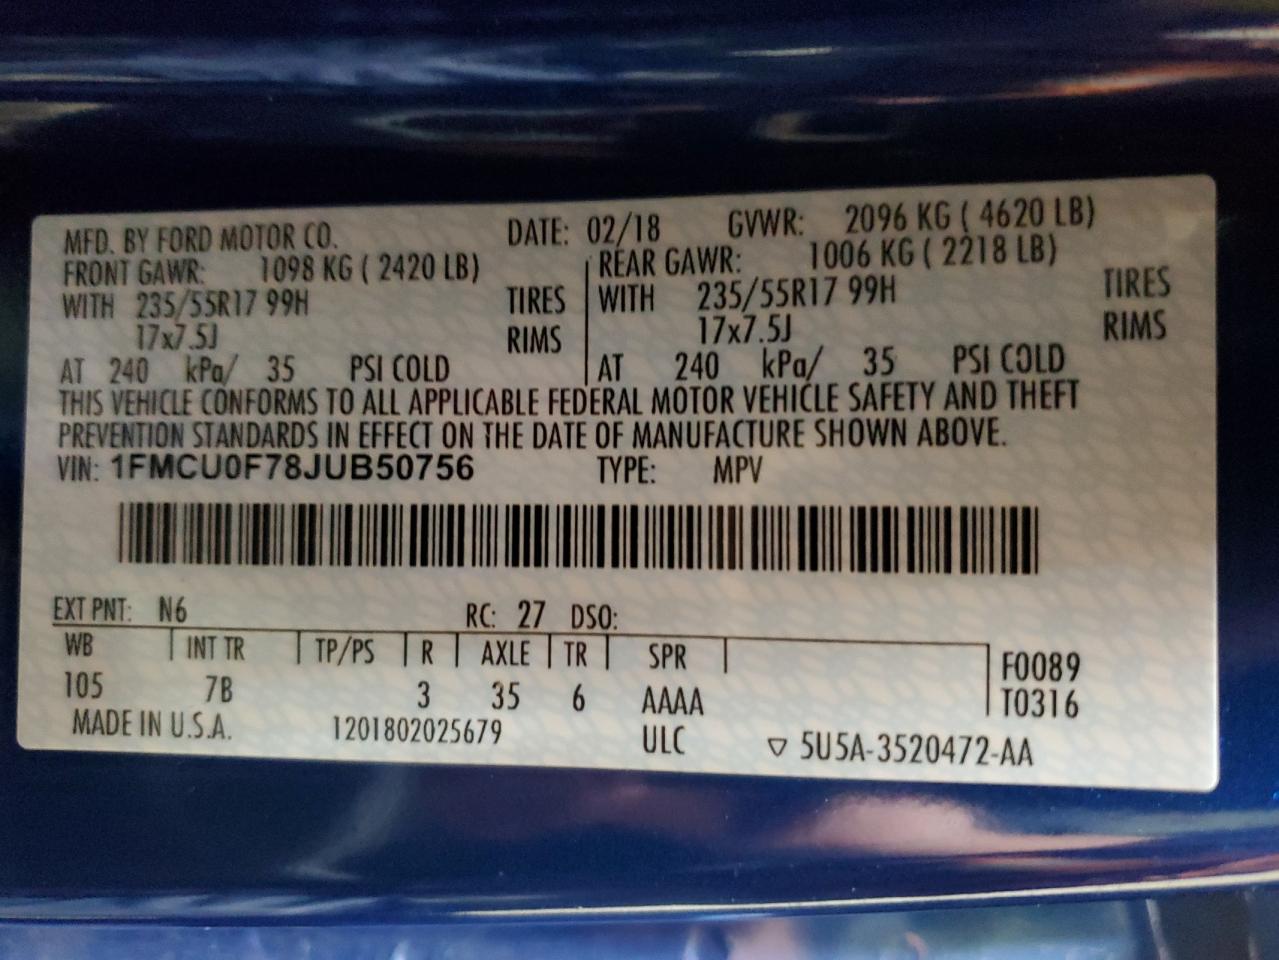 MFD. BY FORD MOTOR CO. DATE: 02/18 GVWR: 2096 KG ( 4620 LB)
FRONT GAWR: 1098 KG ( 2420 LB) REAR GAWR: 1006 KG ( 2218 LB)
WITH 235/55R17 99H TIRES WITH 235/55R17 99H TIRES
17x7.5J RIMS 17x7.5J RIMS
AT 240 kPa/ 35 PSI COLD AT 240 kPa/ 35 PSI COLD
THIS VEHICLE CONFORMS TO ALL APPLICABLE FEDERAL MOTOR VEHICLE SAFETY AND THEFT
PREVENTION STANDARDS IN EFFECT ON THE DATE OF MANUFACTURE SHOWN ABOVE.
VIN: 1FMCU0F78JUB50756 TYPE: MPV
EXT PNT: N6 RC: 27 DSO:
WB INT TR TP/PS R AXLE TR SPR F0089
105 7B 3 35 6 AAAA T0316
MADE IN U.S.A. 1201802025679 ULC ▽ 5U5A-3520472-AA